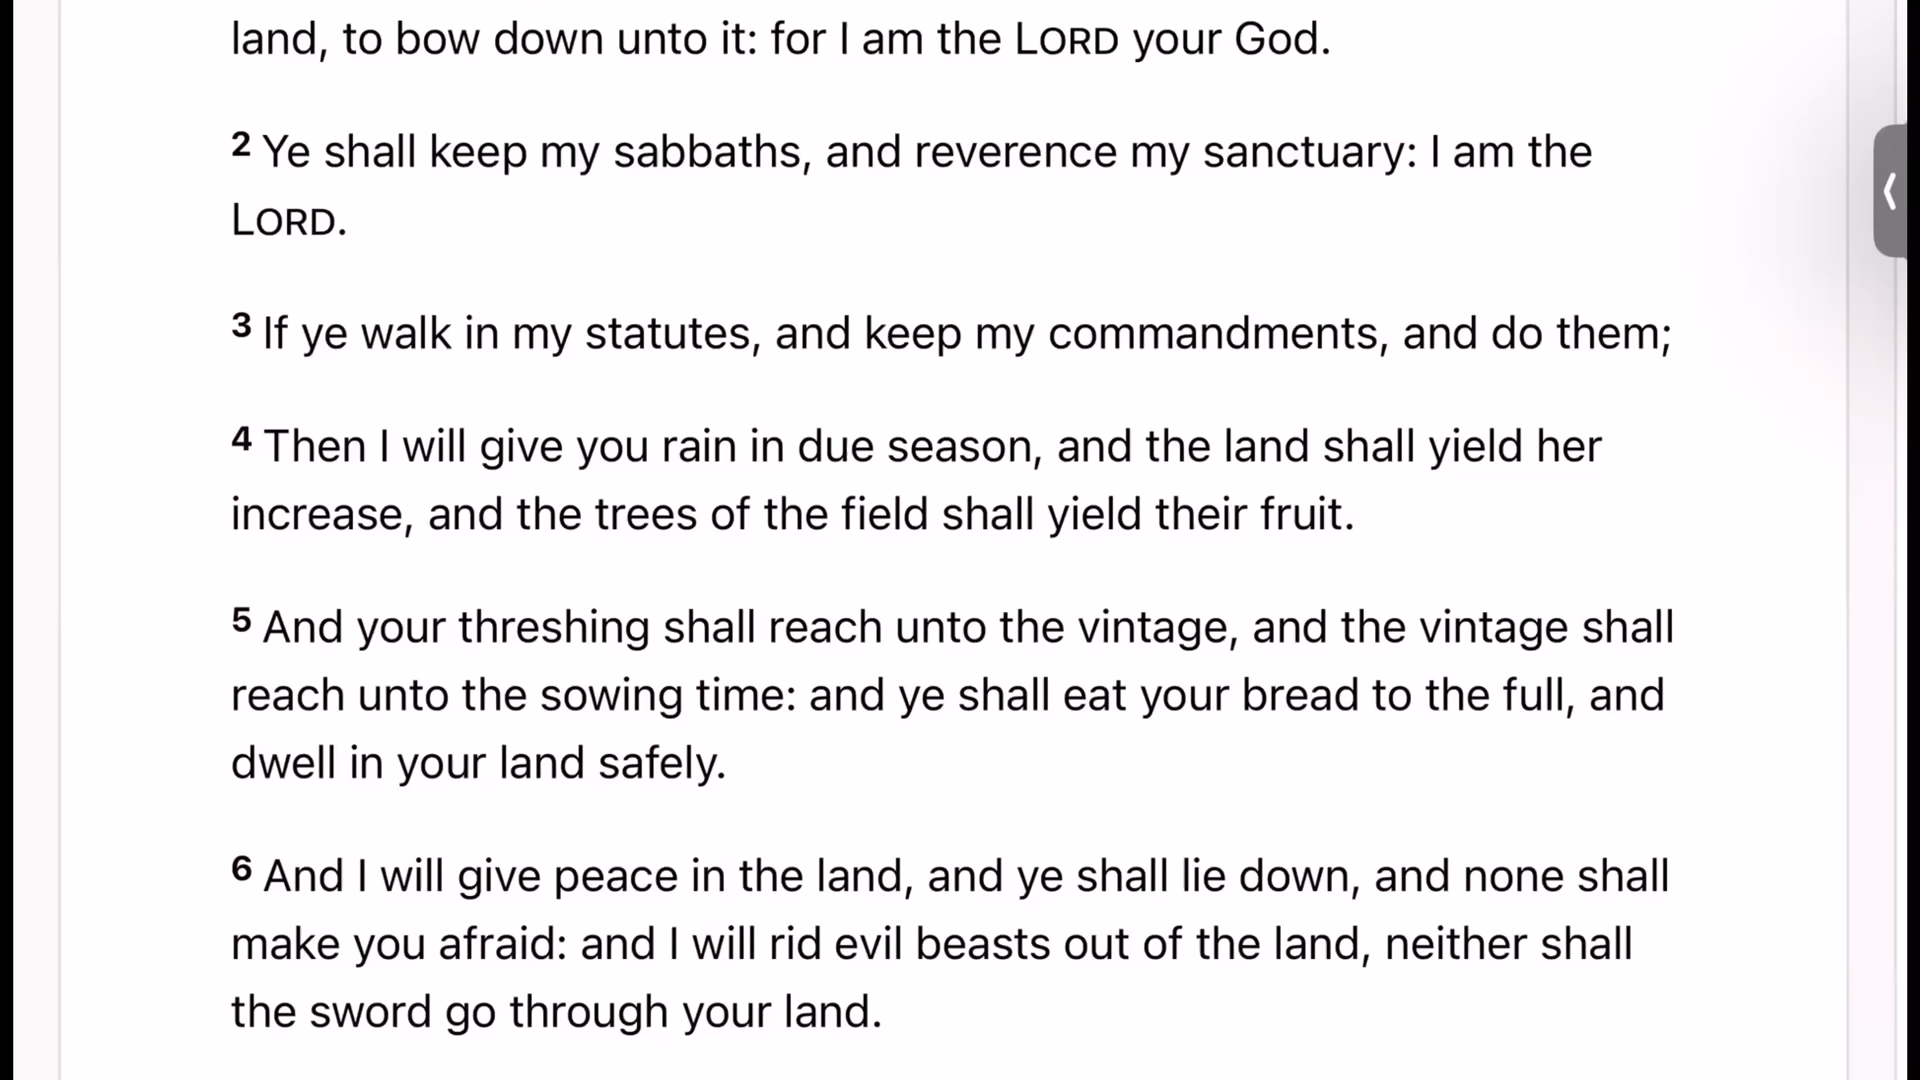 land, to bow down unto it: for I am the LORD your God.
2 Ye shall keep my sabbaths, and reverence my sanctuary: I am the
LORD.
3 If ye walk in my statutes, and keep my commandments, and do them;
4 Then I will give you rain in due season, and the land shall yield her
increase, and the trees of the field shall yield their fruit.
5 And your threshing shall reach unto the vintage, and the vintage shall
reach unto the sowing time: and ye shall eat your bread to the full, and
dwell in your land safely.
6 And I will give peace in the land, and ye shall lie down, and none shall
make you afraid: and I will rid evil beasts out of the land, neither shall
the sword go through your land.